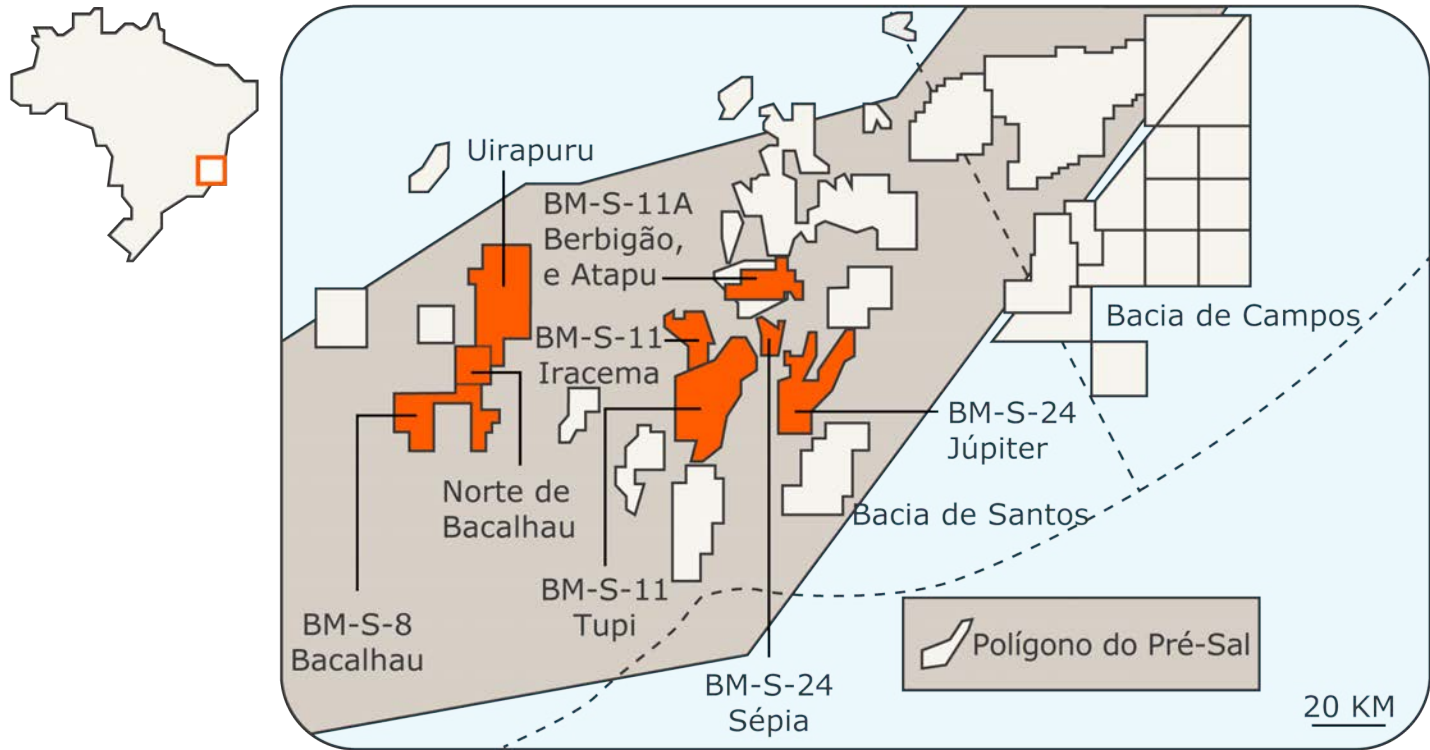 Uirapuru
BM-S-11A
Berbigão,
e Atapu
BM-S-11
Iracema
Bacia de Campos
BM-S-24
Júpiter
Norte de
Bacalhau
Bacia de Santos
BM-S-11
Tupi
BM-S-8
Bacalhau
BM-S-24
Sépia
Polígono do Pré-Sal
20 KM